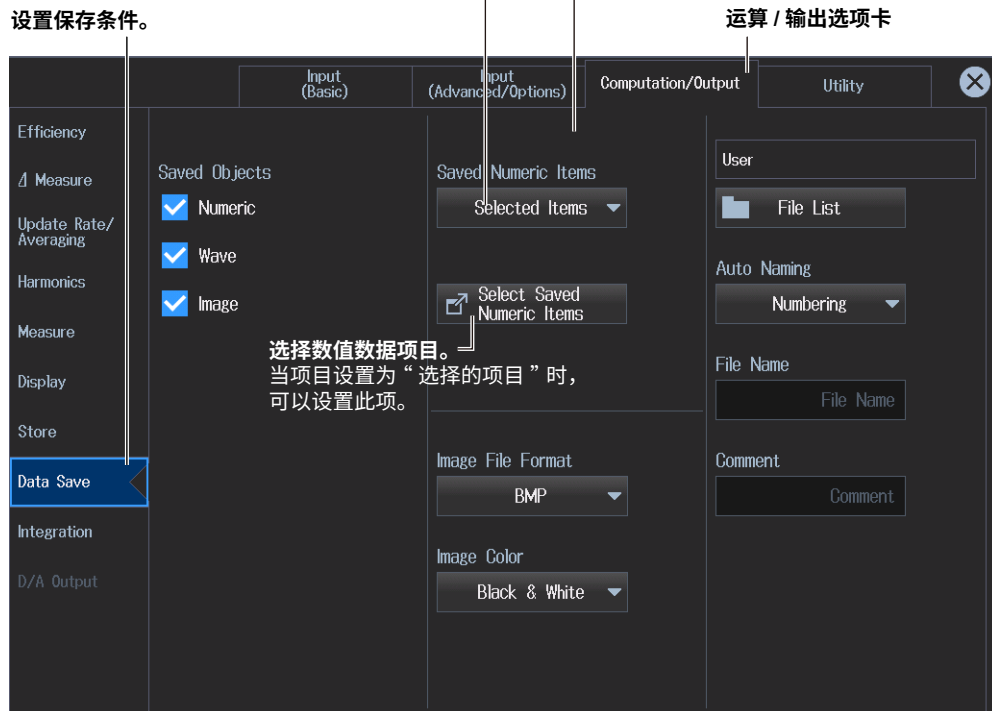 设置保存条件。
运算 / 输出选项卡
Input
(Basic)
Input
(Advanced/Options)
Computation/Output
Utility
Efficiency
⊿ Measure
Update Rate/
Averaging
Harmonics
Measure
Display
Store
Data Save
Integration
D/A Output
Saved Objects
Numeric
Wave
Image
Saved Numeric Items
Selected Items
Select Saved
Numeric Items
选择数值数据项目。
当项目设置为“ 选择的项目 ”时，
可以设置此项。
Image File Format
BMP
Image Color
Black & White
User
File List
Auto Naming
Numbering
File Name
File Name
Comment
Comment